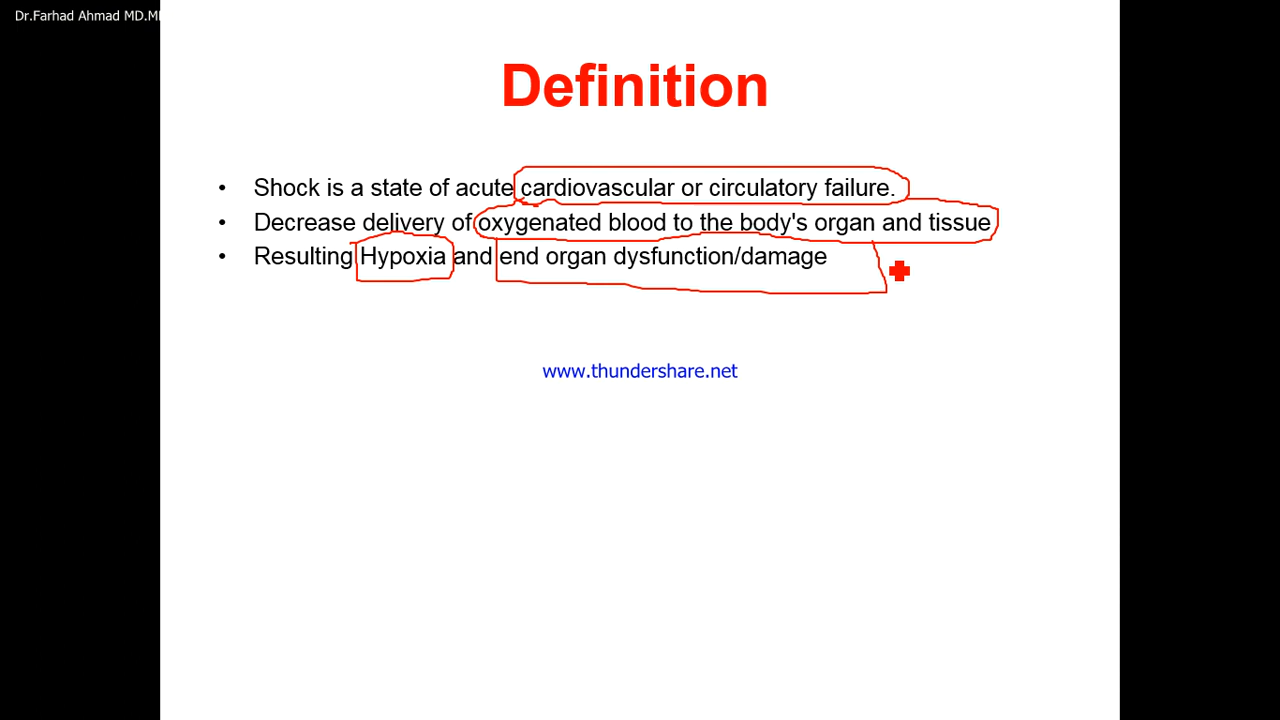 Dr.Farhad Ahmad MD.
Definition
• Shock is a state of acute cardiovascular or circulatory failure.
• Decrease delivery of oxygenated blood to the body's organ and tissue
• Resulting Hypoxia and end organ dysfunction/damage
www.thundershare.net